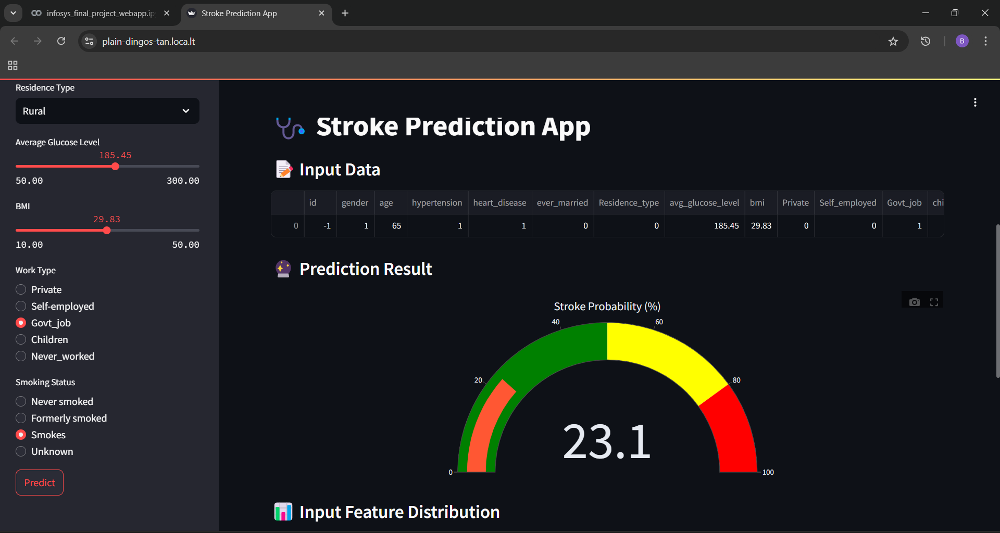 infosys_final_project_webapp.ip
Stroke Prediction App
plain-dingos-tan.loca.lt
B
Residence Type
Rural
Average Glucose Level
185.45
50.00 300.00
BMI
29.83
10.00 50.00
Work Type
Private
Self-employed
Govt_job
Children
Never_worked
Smoking Status
Never smoked
Formerly smoked
Smokes
Unknown
Predict
Stroke Prediction App
Input Data
id gender age hypertension heart_disease ever_married Residence_type avg_glucose_level bmi Private Self_employed Govt_job chi
0 -1 1 65 1 1 0 0 185.45 29.83 0 0 1
Prediction Result
Stroke Probability (%)
40 60
20 80
23.1
0 100
Input Feature Distribution